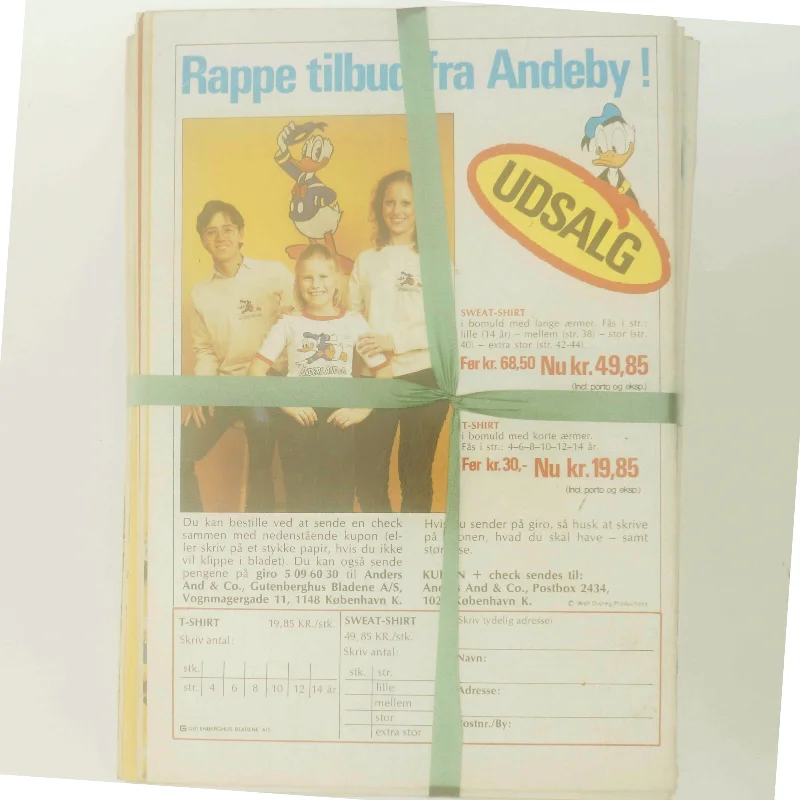 Rappe tilbud fra Andeby !
UDSALG
SWEAT-SHIRT
i bomuld med lange ærmer. Fås i str.:
lille (14 år) – mellem (str. 38) – stor (str.
40) – extra stor (str. 42-44).
Før kr. 68,50 Nu kr. 49,85
(Incl. porto og eksp.)
T-SHIRT
i bomuld med korte ærmer.
Fås i str.: 4–6–8–10–12–14 år.
Før kr. 30,- Nu kr. 19,85
(Incl. porto og eksp.)
Du kan bestille ved at sende en check
sammen med nedenstående kupon (el-
ler skriv på et stykke papir, hvis du ikke
vil klippe i bladet). Du kan også sende
pengene på giro 5 09 60 30 til Anders
And & Co., Gutenberghus Bladene A/S,
Vognmagergade 11, 1148 København K.
Hvis u sender på giro, så husk at skrive
på onen, hvad du skal have – samt
stør se.
KU N + check sendes til:
And s And & Co., Postbox 2434,
102 København K.
© Walt Disney Productions
T-SHIRT 19,85 KR./stk.
Skriv antal:
stk.
str. 4 6 8 10 12 14 år
GUTENBERGHUS BLADENE A/S
SWEAT-SHIRT
49,85 KR./stk.
Skriv antal:
stk. str.
lille
mellem
stor
extra stor
Skriv tydelig adresse:
Navn:
Adresse:
Postnr./By: